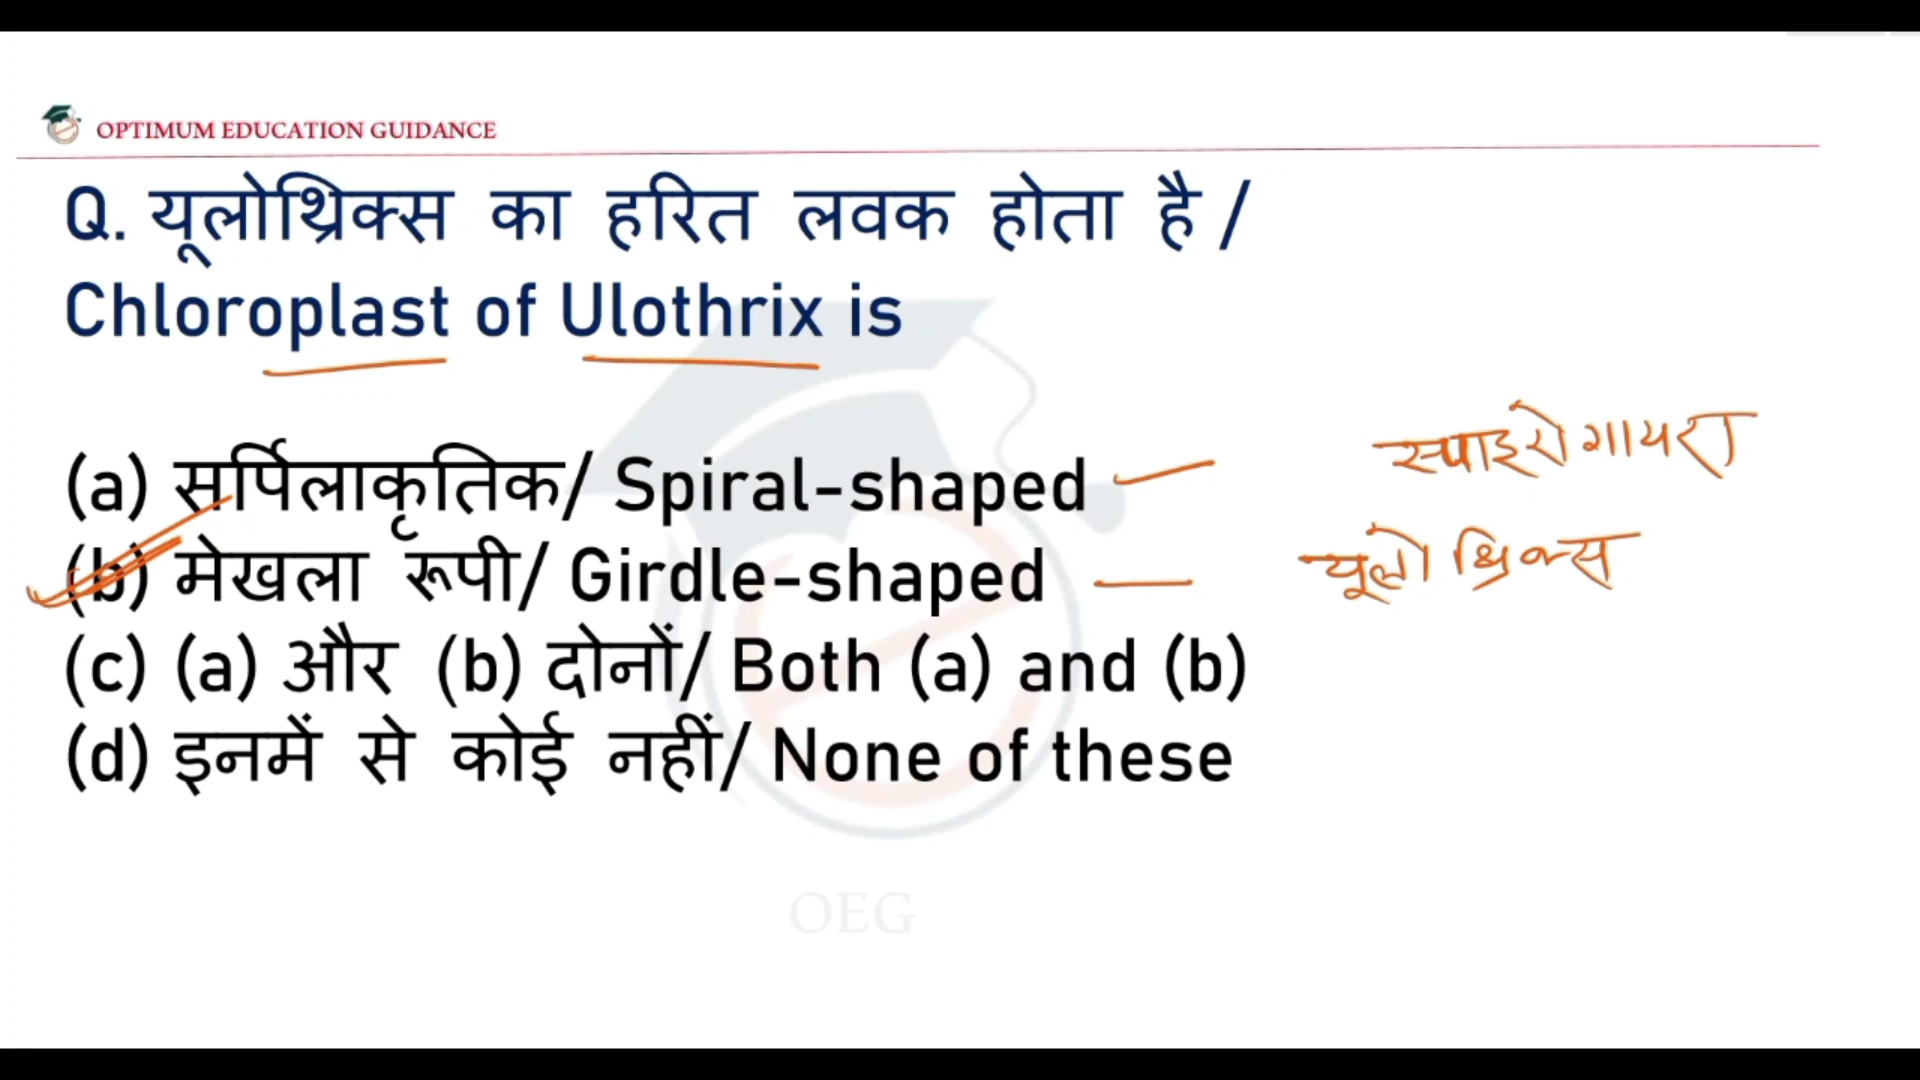 OPTIMUM EDUCATION GUIDANCE
Q. यूलोथ्रिक्स का हरित लवक होता है /
Chloroplast of Ulothrix is
(a) सर्पिलाकृतिक/ Spiral-shaped
स्पाइरोगायरा
(b) मेखला रूपी/ Girdle-shaped
यूलोथ्रिक्स
(c) (a) और (b) दोनों/ Both (a) and (b)
(d) इनमें से कोई नहीं/ None of these
OEG